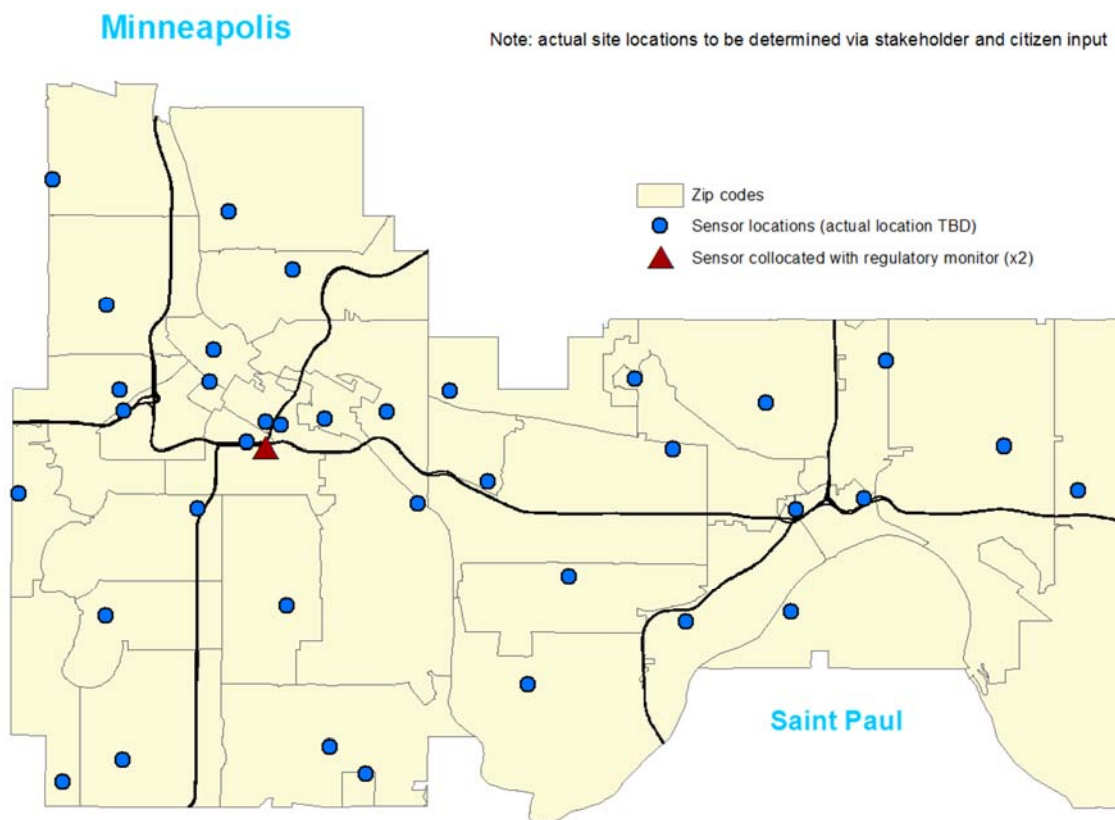 Minneapolis
Note: actual site locations to be determined via stakeholder and citizen input
Zip codes
Sensor locations (actual location TBD)
Sensor collocated with regulatory monitor (x2)
Saint Paul